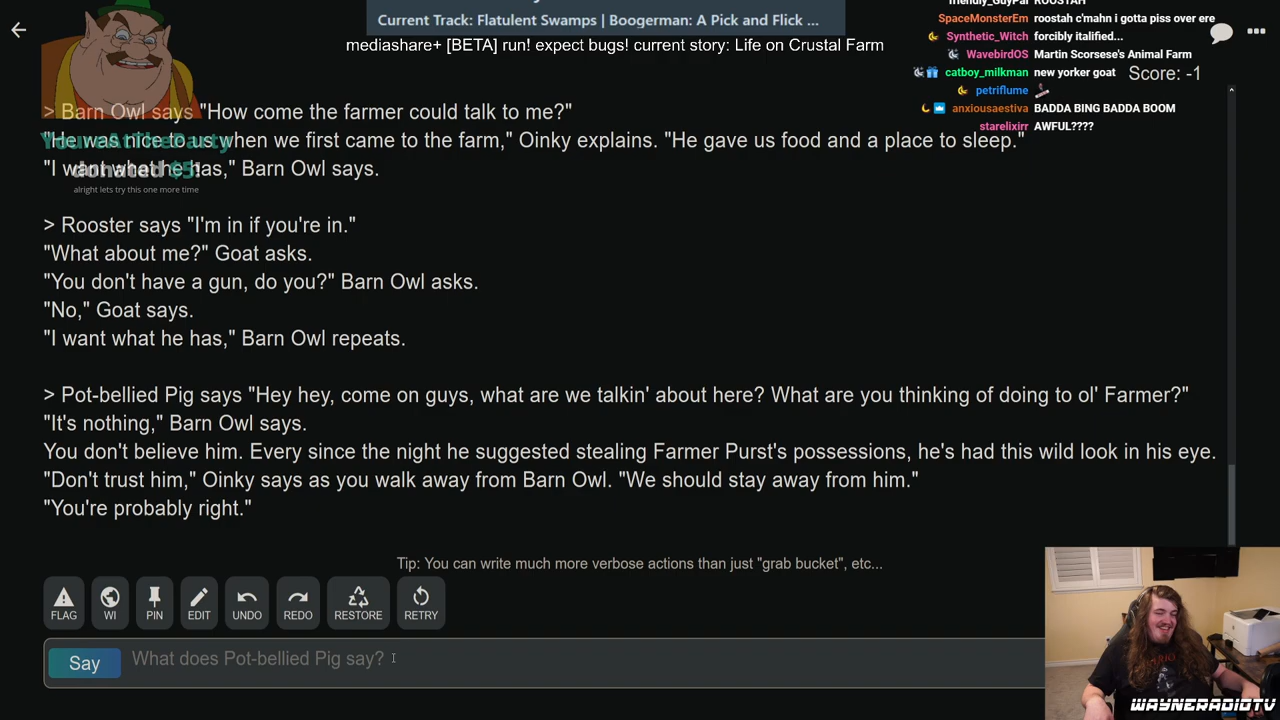 friendly_GuyPal ROOSTAH
Current Track: Flatulent Swamps | Boogerman: A Pick and Flick ...
SpaceMonsterEm roostah c'mahn i gotta piss over ere
Synthetic_Witch forcibly italified...
mediashare+ [BETA] run! expect bugs! current story: Life on Crustal Farm
WavebirdOS Martin Scorsese's Animal Farm
catboy_milkman new yorker goat
Score: -1
petriflume
anxiousaestiva BADDA BING BADDA BOOM
starelixirr AWFUL????
> Barn Owl says "How come the farmer could talk to me?"
"He was nice to us when we first came to the farm," Oinky explains. "He gave us food and a place to sleep."
YoureAtTheParty
"I want what he has," Barn Owl says.
donated $5!
alright lets try this one more time
> Rooster says "I'm in if you're in."
"What about me?" Goat asks.
"You don't have a gun, do you?" Barn Owl asks.
"No," Goat says.
"I want what he has," Barn Owl repeats.
> Pot-bellied Pig says "Hey hey, come on guys, what are we talkin' about here? What are you thinking of doing to ol' Farmer?"
"It's nothing," Barn Owl says.
You don't believe him. Every since the night he suggested stealing Farmer Purst's possessions, he's had this wild look in his eye.
"Don't trust him," Oinky says as you walk away from Barn Owl. "We should stay away from him."
"You're probably right."
Tip: You can write much more verbose actions than just "grab bucket", etc...
FLAG WI PIN EDIT UNDO REDO RESTORE RETRY
Say What does Pot-bellied Pig say?
WAYNERADIOTV